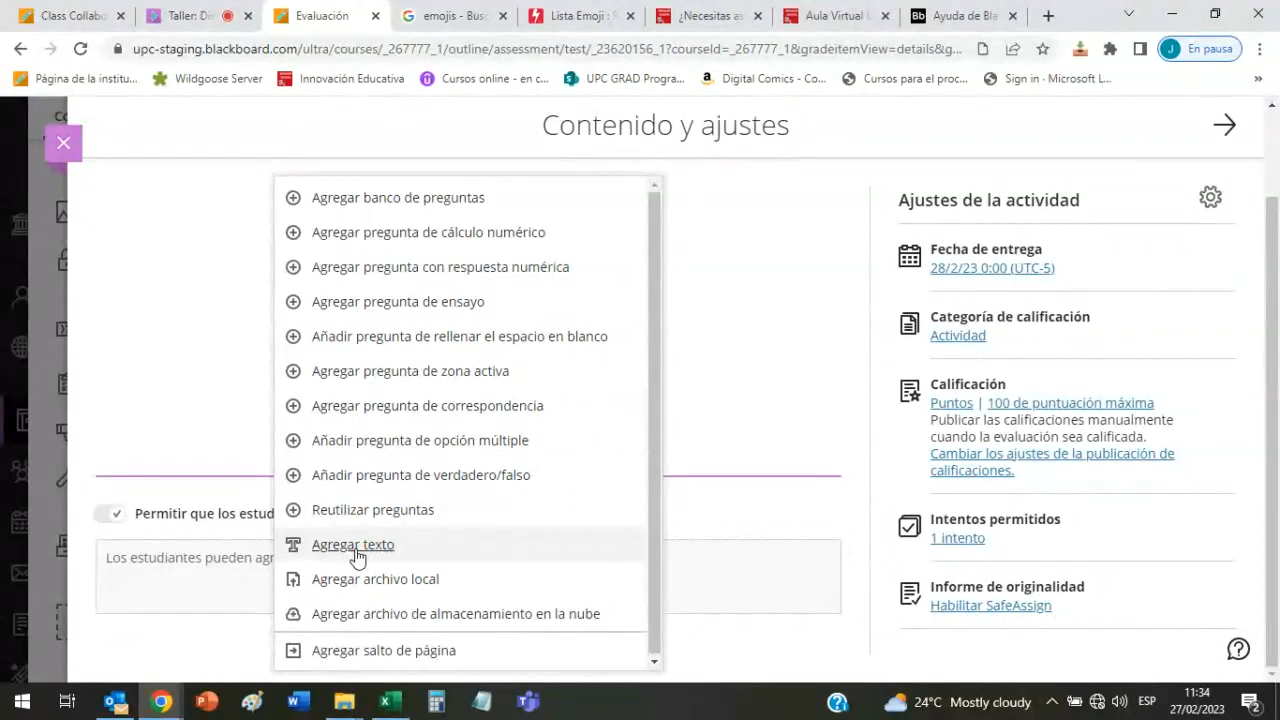 Class Collabo
Taller: Di
Evaluación
emojis - Bus
Lista Emoji
¿Necesitas a
Aula Virtual
Ayuda de Bla
upc-staging.blackboard.com/ultra/courses/_267777_1/outline/assessment/test/_23620156_1?courseId=_267777_1&gradeitemView=details&g...
En pausa
Página de la institu...
Wildgoose Server
Innovación Educativa
Cursos online - en c...
UPC GRAD Progra...
Digital Comics - Co...
Cursos para el proc...
Sign in · Microsoft L...
Contenido y ajustes
Agregar banco de preguntas
Agregar pregunta de cálculo numérico
Agregar pregunta con respuesta numérica
Agregar pregunta de ensayo
Añadir pregunta de rellenar el espacio en blanco
Agregar pregunta de zona activa
Agregar pregunta de correspondencia
Añadir pregunta de opción múltiple
Añadir pregunta de verdadero/falso
Reutilizar preguntas
Agregar texto
Agregar archivo local
Agregar archivo de almacenamiento en la nube
Agregar salto de página
Permitir que los estud
Los estudiantes pueden agr
Ajustes de la actividad
Fecha de entrega
28/2/23 0:00 (UTC-5)
Categoría de calificación
Actividad
Calificación
Puntos | 100 de puntuación máxima
Publicar las calificaciones manualmente
cuando la evaluación sea calificada.
Cambiar los ajustes de la publicación de
calificaciones.
Intentos permitidos
1 intento
Informe de originalidad
Habilitar SafeAssign
24°C Mostly cloudy
ESP
11:34
27/02/2023